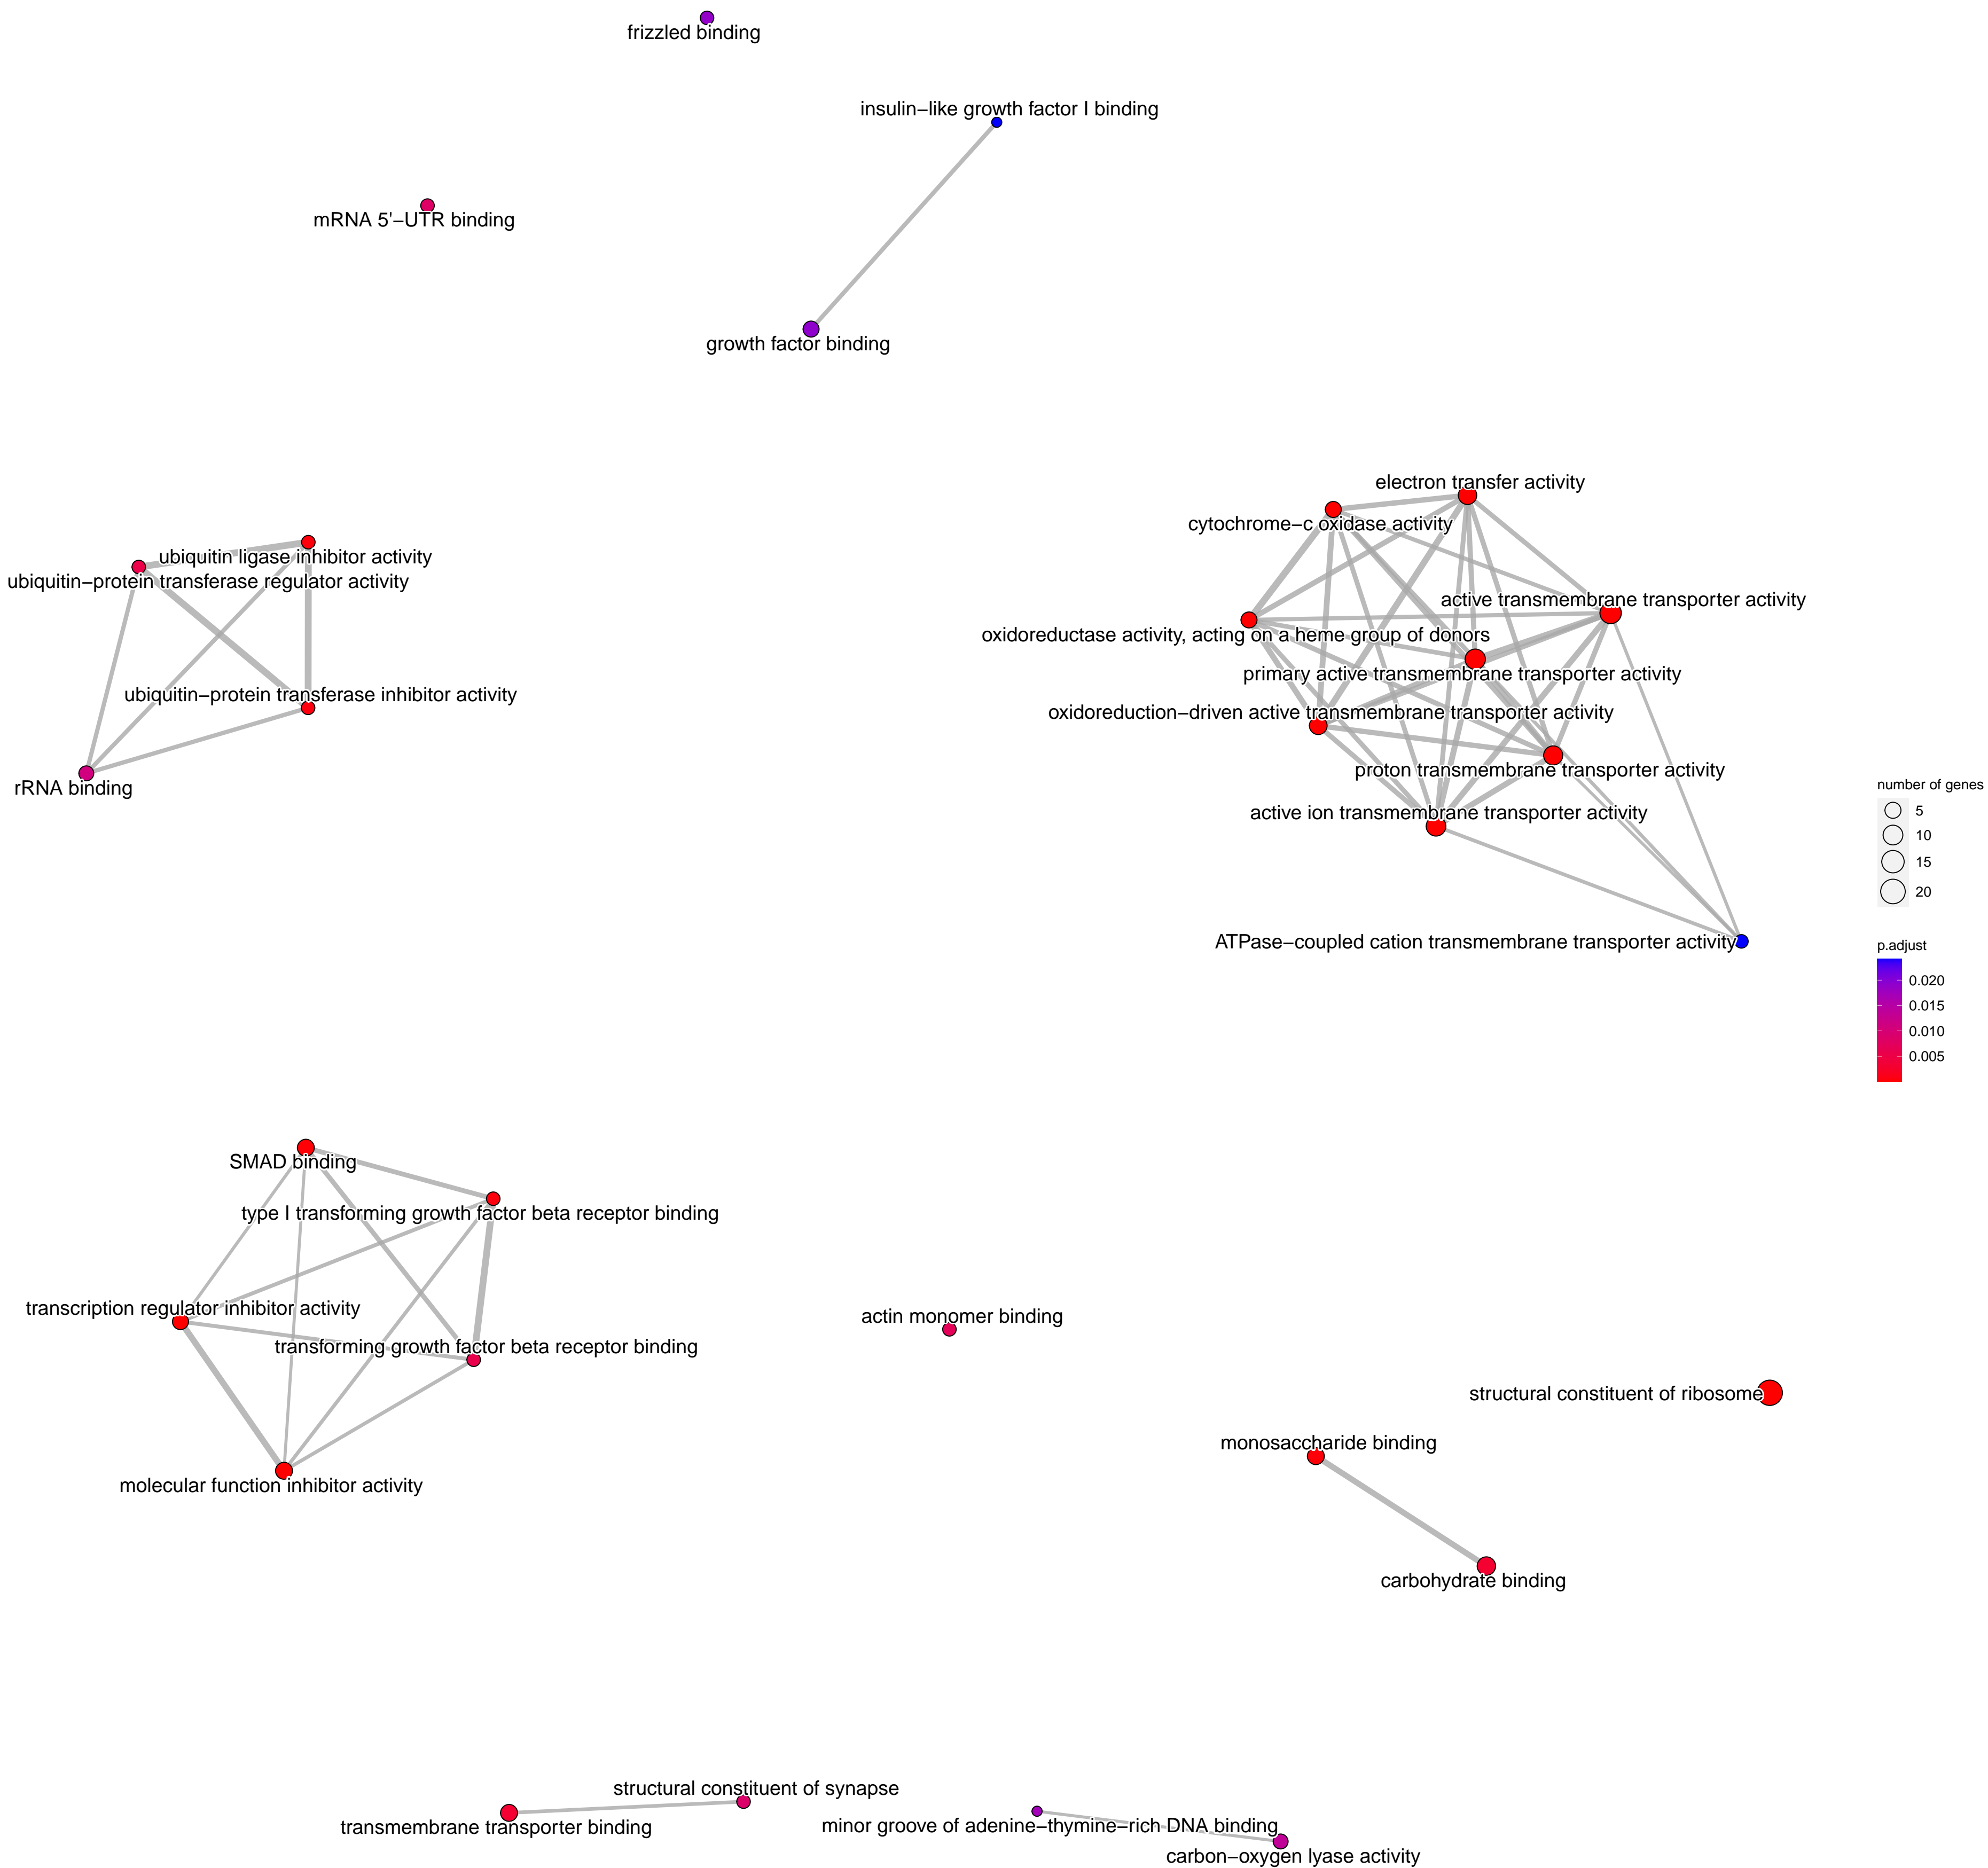 frizzled binding
insulin−like growth factor I binding
mRNA 5'−UTR binding
growth factor binding
electron transfer activity
cytochrome−c oxidase activity
ubiquitin ligase inhibitor activity
ubiquitin−protein transferase regulator activity
active transmembrane transporter activity
oxidoreductase activity, acting on a heme group of donors
primary active transmembrane transporter activity
ubiquitin−protein transferase inhibitor activity
oxidoreduction−driven active transmembrane transporter activity
proton transmembrane transporter activity
rRNA binding
active ion transmembrane transporter activity
number of genes
5
10
15
20
ATPase−coupled cation transmembrane transporter activity
p.adjust
0.020
0.015
0.010
0.005
SMAD binding
type I transforming growth factor beta receptor binding
transcription regulator inhibitor activity
transforming growth factor beta receptor binding
actin monomer binding
structural constituent of ribosome
monosaccharide binding
molecular function inhibitor activity
carbohydrate binding
structural constituent of synapse
transmembrane transporter binding
minor groove of adenine−thymine−rich DNA binding
carbon−oxygen lyase activity